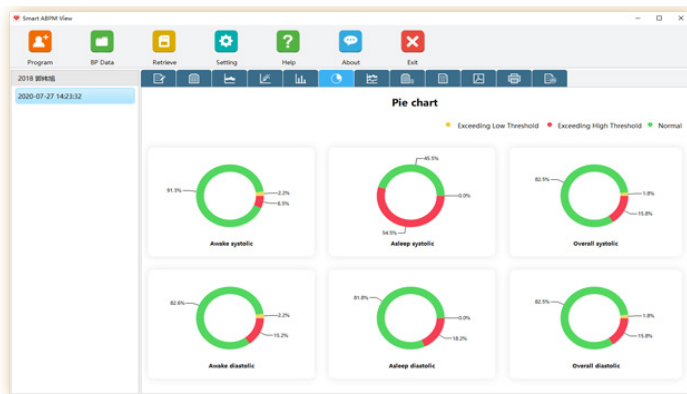 Smart ABPM View
Program
BP Data
Retrieve
Setting
Help
About
Exit
2018
2020-07-27 14:23:32
Pie chart
Exceeding Low Threshold
Exceeding High Threshold
Normal
91.3%
2.2%
6.5%
Awake systolic
45.5%
0.0%
54.5%
Asleep systolic
82.5%
1.8%
15.8%
Overall systolic
82.6%
2.2%
15.2%
Awake diastolic
81.8%
0.0%
18.2%
Asleep diastolic
82.5%
1.8%
15.8%
Overall diastolic